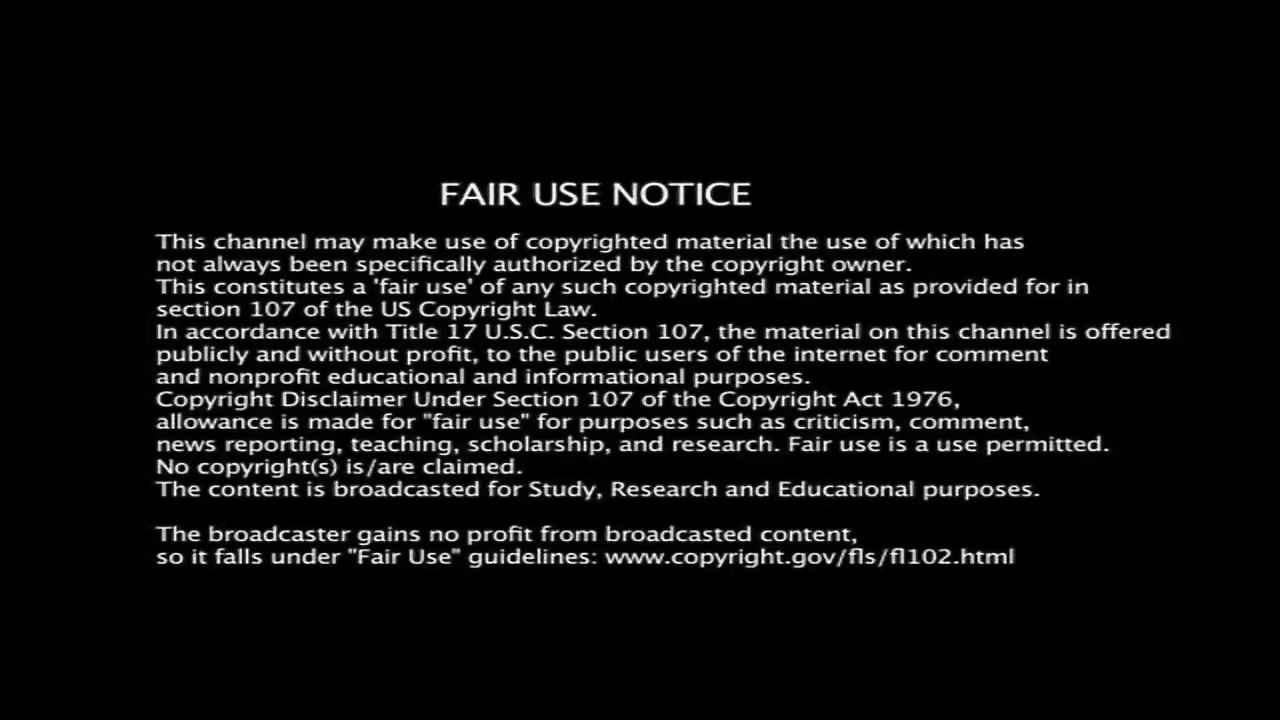 FAIR USE NOTICE
This channel may make use of copyrighted material the use of which has
not always been specifically authorized by the copyright owner.
This constitutes a 'fair use' of any such copyrighted material as provided for in
section 107 of the US Copyright Law.
In accordance with Title 17 U.S.C. Section 107, the material on this channel is offered
publicly and without profit, to the public users of the internet for comment
and nonprofit educational and informational purposes.
Copyright Disclaimer Under Section 107 of the Copyright Act 1976,
allowance is made for "fair use" for purposes such as criticism, comment,
news reporting, teaching, scholarship, and research. Fair use is a use permitted.
No copyright(s) is/are claimed.
The content is broadcasted for Study, Research and Educational purposes.
The broadcaster gains no profit from broadcasted content,
so it falls under "Fair Use" guidelines: www.copyright.gov/fls/fl102.html